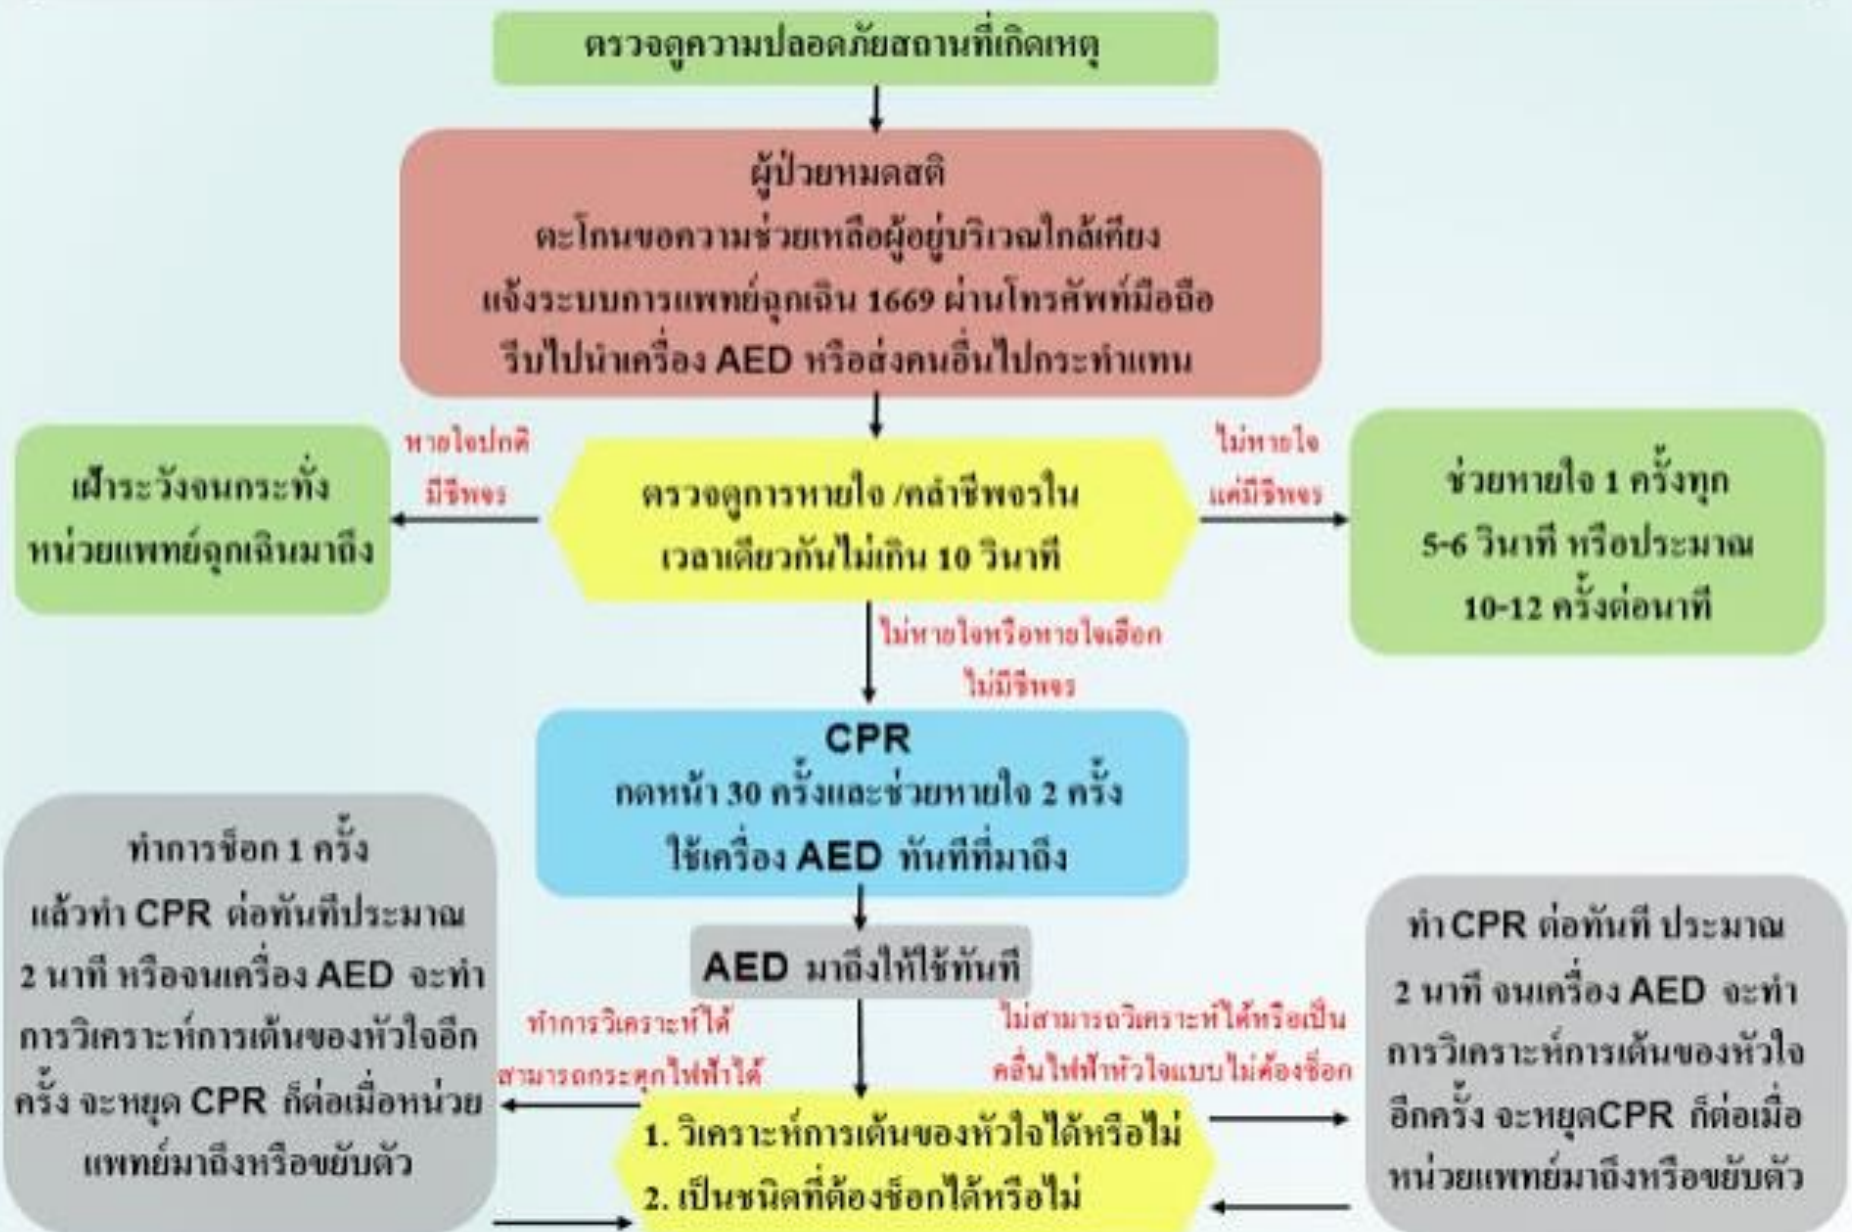 ตรวจดูความปลอดภัยสถานที่เกิดเหตุ
ผู้ป่วยหมดสติ
ตะโกนขอความช่วยเหลือผู้อยู่บริเวณใกล้เคียง
แจ้งระบบการแพทย์ฉุกเฉิน 1669 ผ่านโทรศัพท์มือถือ
รีบไปนำเครื่อง AED หรือส่งคนอื่นไปกระทำแทน
หายใจปกติ
มีชีพจร
เฝ้าระวังจนกระทั่ง
หน่วยแพทย์ฉุกเฉินมาถึง
ตรวจดูการหายใจ /คลำชีพจรใน
เวลาเดียวกันไม่เกิน 10 วินาที
ไม่หายใจ
แต่มีชีพจร
ช่วยหายใจ 1 ครั้งทุก
5-6 วินาที หรือประมาณ
10-12 ครั้งต่อนาที
ไม่หายใจหรือหายใจเฮือก
ไม่มีชีพจร
CPR
กดหน้า 30 ครั้งและช่วยหายใจ 2 ครั้ง
ใช้เครื่อง AED ทันทีที่มาถึง
AED มาถึงให้ใช้ทันที
ทำการวิเคราะห์ได้
สามารถกระตุกไฟฟ้าได้
ไม่สามารถวิเคราะห์ได้หรือเป็น
คลื่นไฟฟ้าหัวใจแบบไม่ต้องช็อก
ทำการช็อก 1 ครั้ง
แล้วทำ CPR ต่อทันทีประมาณ
2 นาที หรือจนเครื่อง AED จะทำ
การวิเคราะห์การเต้นของหัวใจอีก
ครั้ง จะหยุด CPR ก็ต่อเมื่อหน่วย
แพทย์มาถึงหรือขยับตัว
1. วิเคราะห์การเต้นของหัวใจได้หรือไม่
2. เป็นชนิดที่ต้องช็อกได้หรือไม่
ทำCPR ต่อทันที ประมาณ
2 นาที จนเครื่อง AED จะทำ
การวิเคราะห์การเต้นของหัวใจ
อีกครั้ง จะหยุดCPR ก็ต่อเมื่อ
หน่วยแพทย์มาถึงหรือขยับตัว